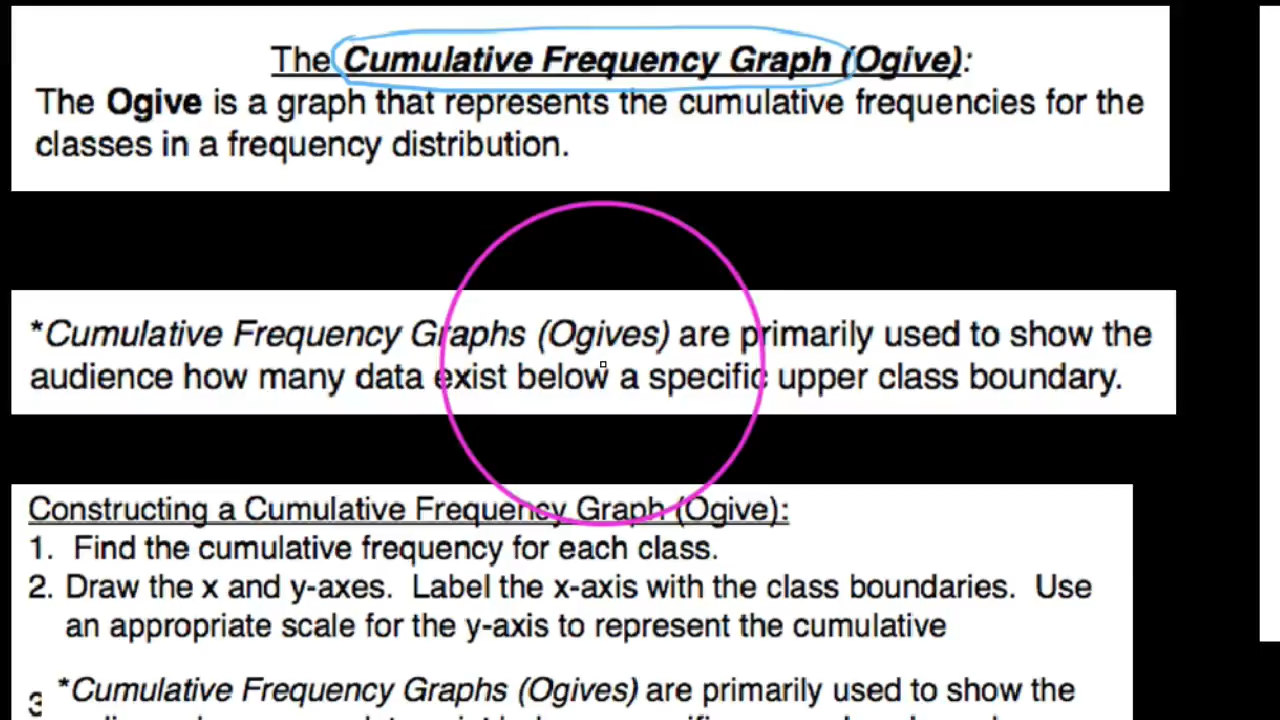 The Cumulative Frequency Graph (Ogive):
The Ogive is a graph that represents the cumulative frequencies for the
classes in a frequency distribution.
*Cumulative Frequency Graphs (Ogives) are primarily used to show the
audience how many data exist below a specific upper class boundary.
Constructing a Cumulative Frequency Graph (Ogive):
1. Find the cumulative frequency for each class.
2. Draw the x and y-axes. Label the x-axis with the class boundaries. Use
an appropriate scale for the y-axis to represent the cumulative
3
*Cumulative Frequency Graphs (Ogives) are primarily used to show the